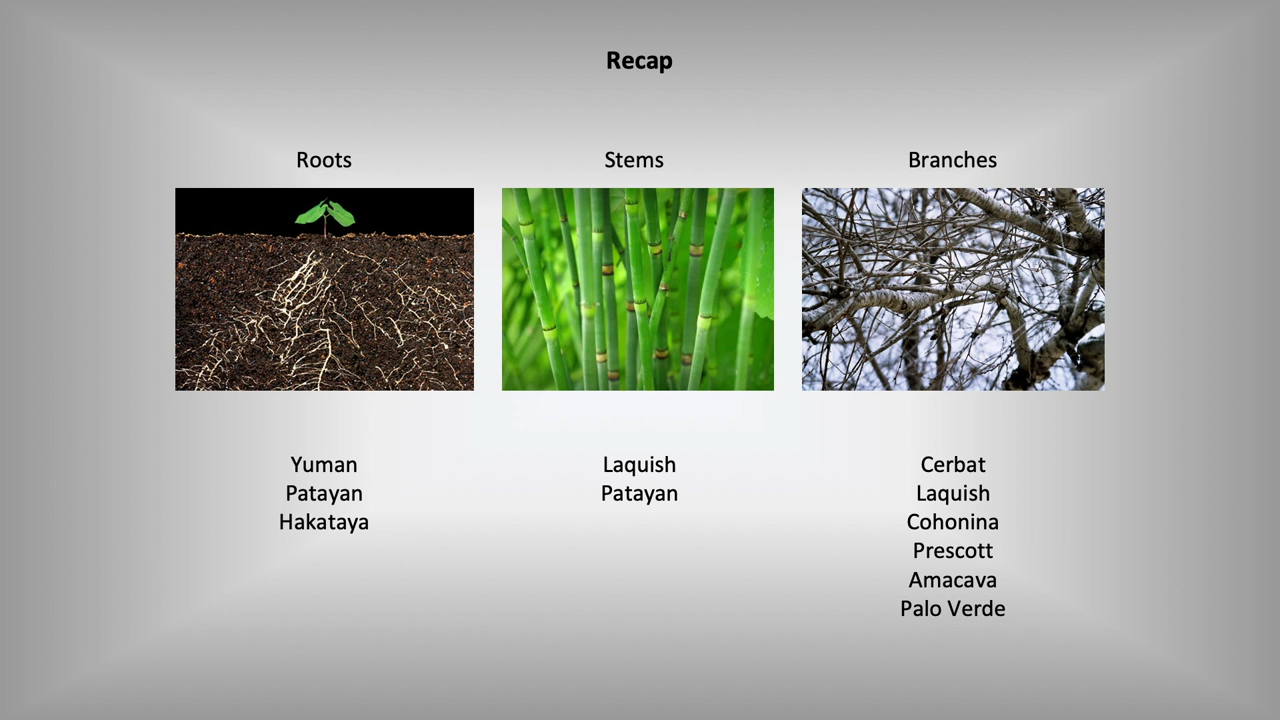 Recap
Roots
Stems
Branches
Yuman
Patayan
Hakataya
Laquish
Patayan
Cerbat
Laquish
Cohonina
Prescott
Amacava
Palo Verde